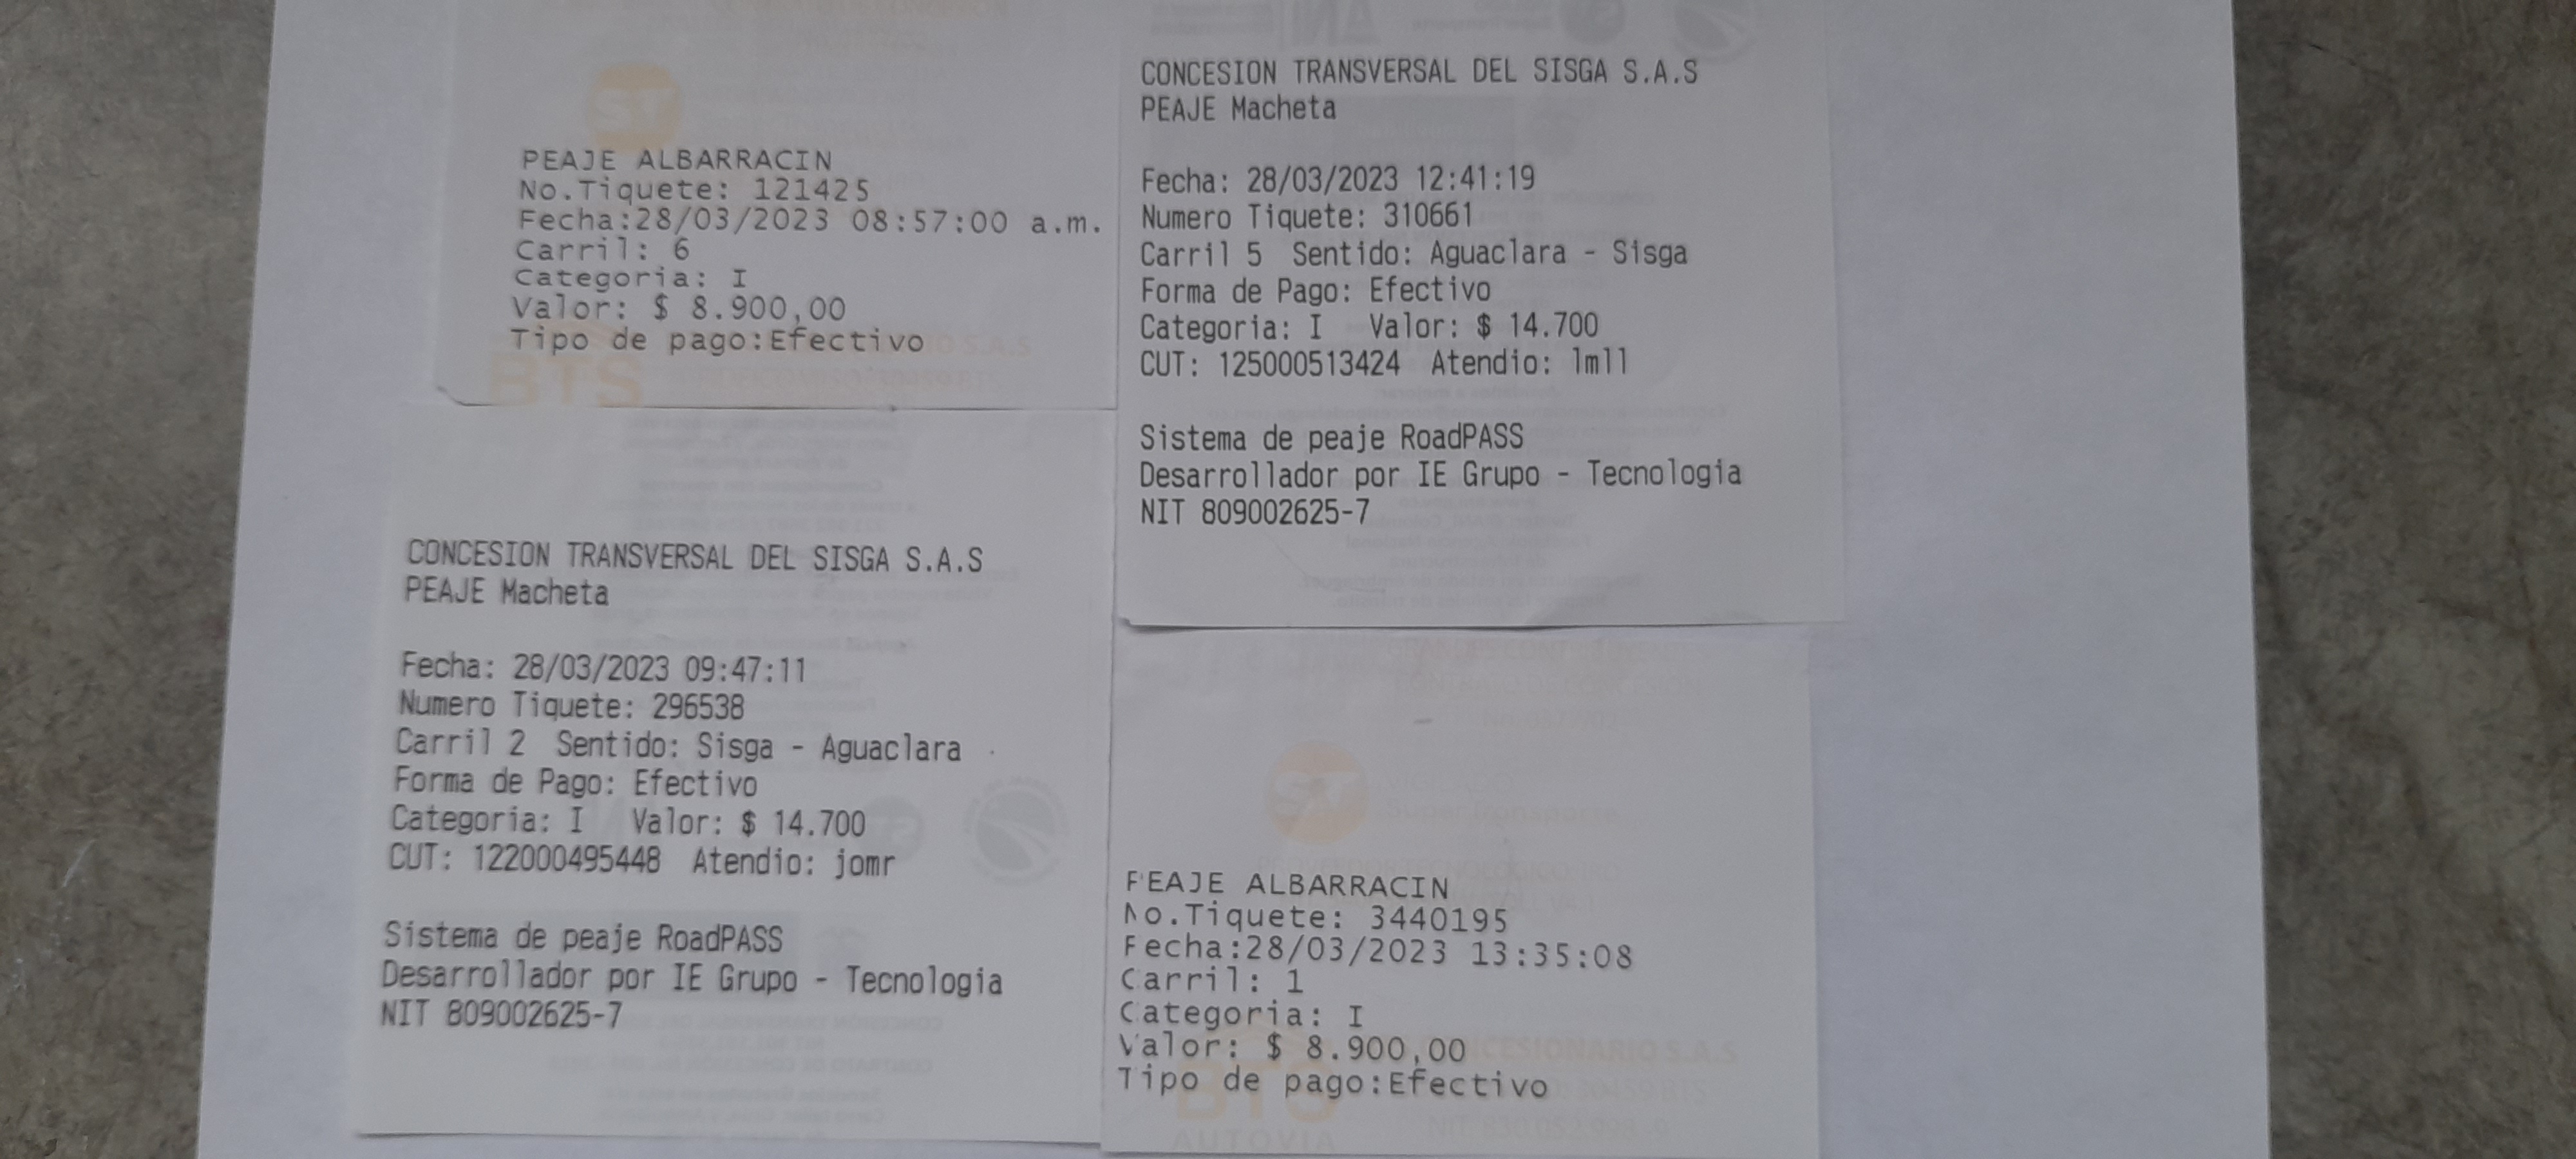 PEAJE ALBARRACIN
No.Tiquete: 121425
Fecha:28/03/2023 08:57:00 a.m.
Carril: 6
Categoria: I
Valor: $ 8.900,00
Tipo de pago:Efectivo
BTS
CONCESION TRANSVERSAL DEL SISGA S.A.S
PEAJE Macheta
Fecha: 28/03/2023 12:41:19
Numero Tiquete: 310661
Carril 5 Sentido: Aguaclara - Sisga
Forma de Pago: Efectivo
Categoria: I Valor: $ 14.700
CUT: 125000513424 Atendio: lmll
Sistema de peaje RoadPASS
Desarrollador por IE Grupo - Tecnologia
NIT 809002625-7
CONCESION TRANSVERSAL DEL SISGA S.A.S
PEAJE Macheta
Fecha: 28/03/2023 09:47:11
Numero Tiquete: 296538
Carril 2 Sentido: Sisga - Aguaclara
Forma de Pago: Efectivo
Categoria: I Valor: $ 14.700
CUT: 122000495448 Atendio: jomr
Sistema de peaje RoadPASS
Desarrollador por IE Grupo - Tecnologia
NIT 809002625-7
ST
PEAJE ALBARRACIN
No.Tiquete: 3440195
Fecha:28/03/2023 13:35:08
Carril: 1
Categoria: I
Valor: $ 8.900,00
Tipo de pago:Efectivo
BTS
AUTOVIA